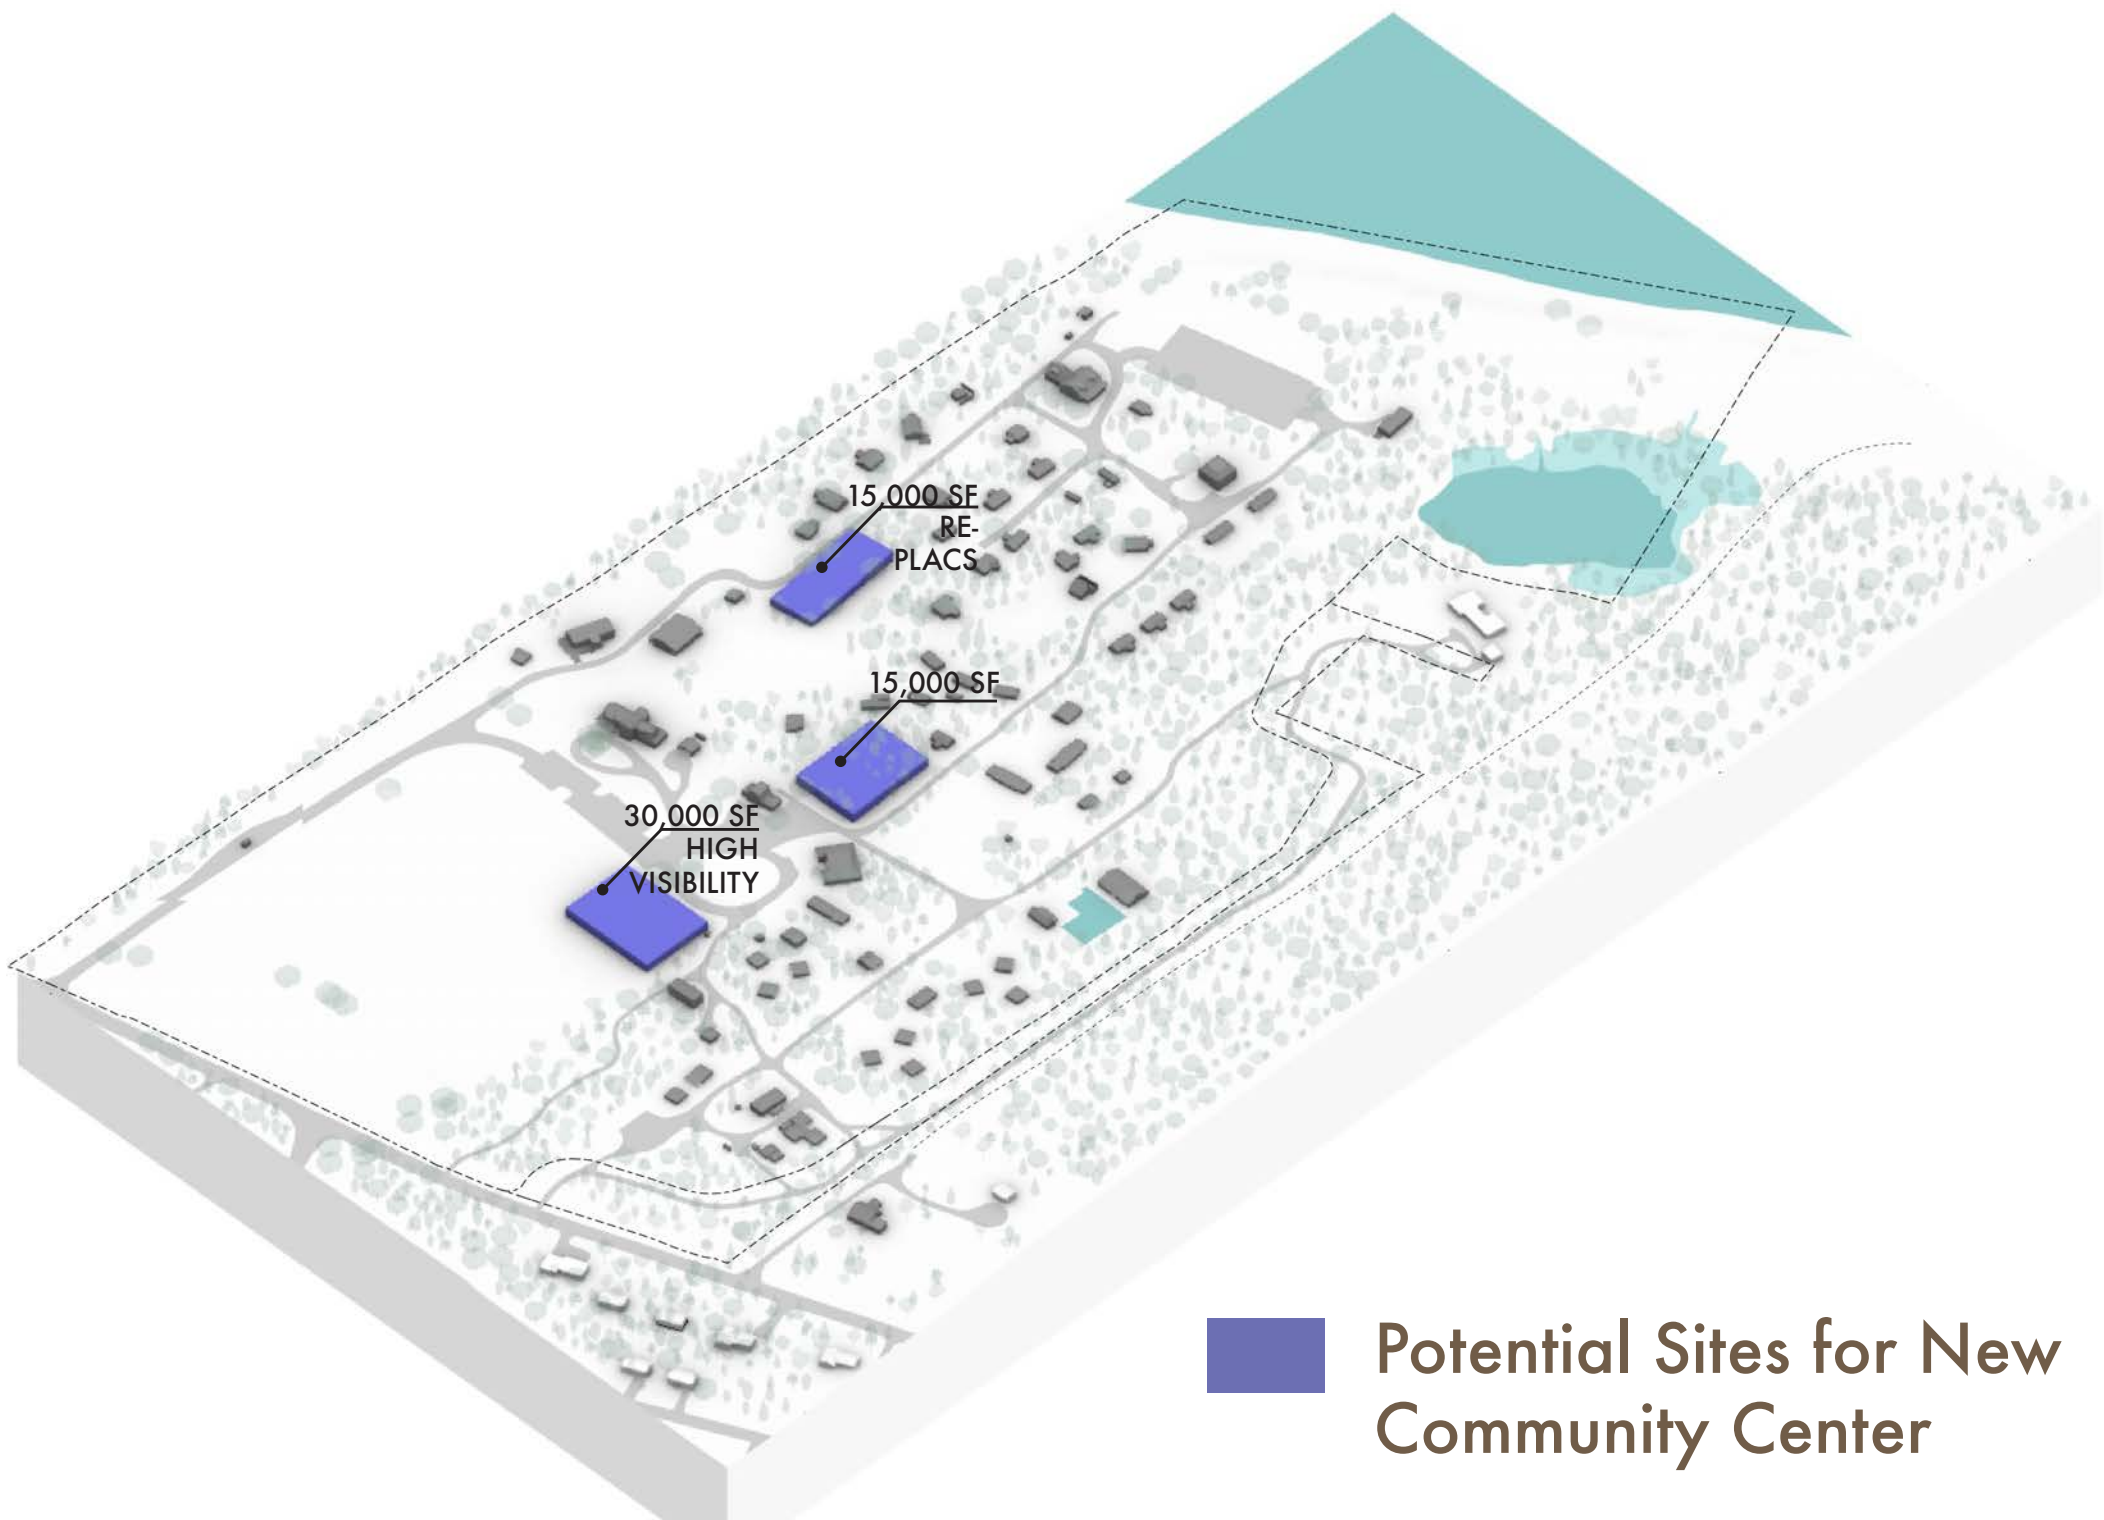 15,000 SF
RE-
PLACS
15,000 SF
30,000 SF
HIGH
VISIBILITY
Potential Sites for New
Community Center